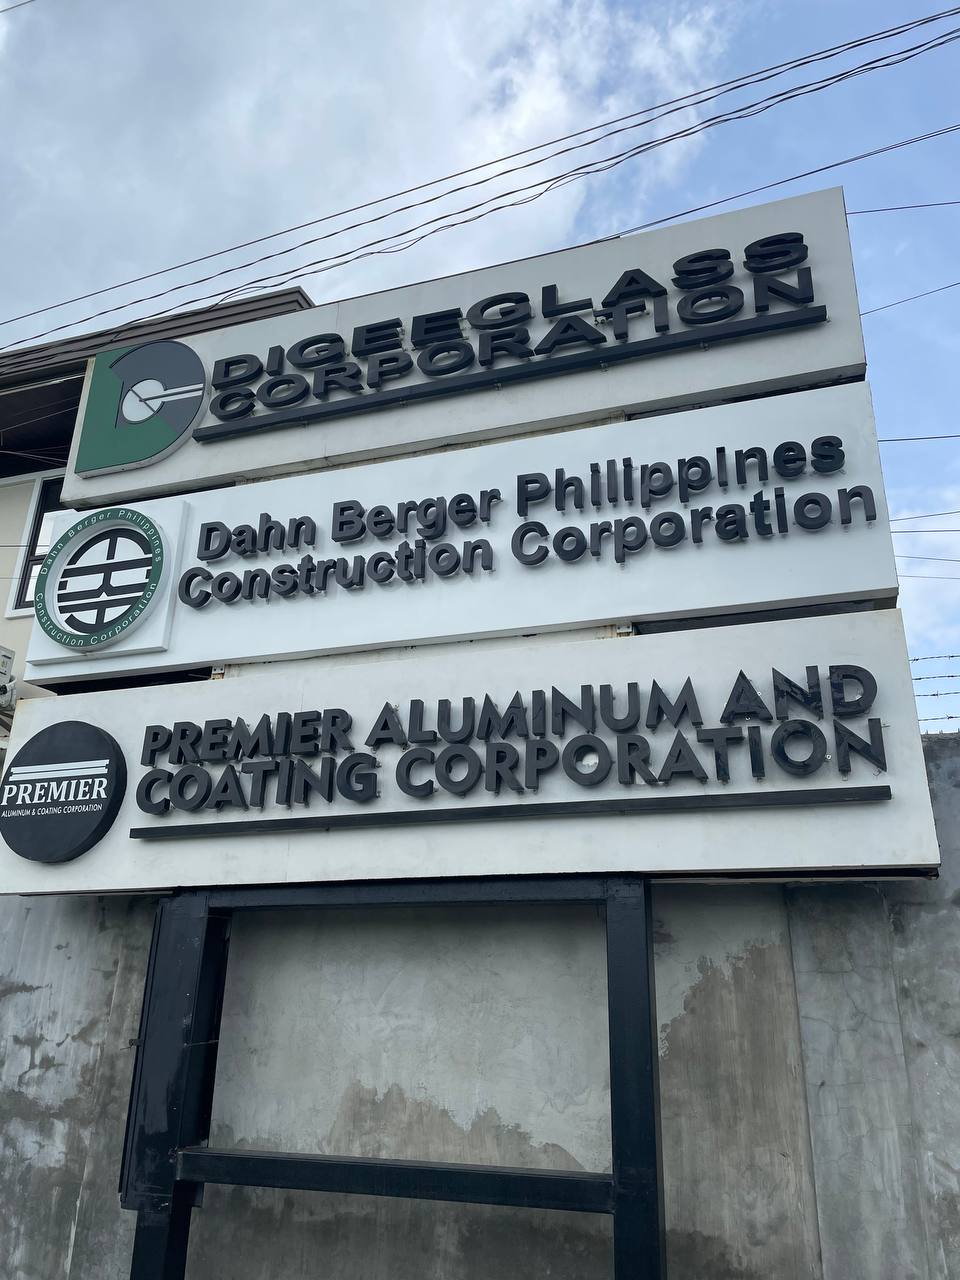 DIGEEGLASS
CORPORATION
Dahn Berger Philippines
Construction Corporation
Dahn Berger Philippines
Construction Corporation
PREMIER ALUMINUM AND
COATING CORPORATION
PREMIER
ALUMINUM & COATING CORPORATION